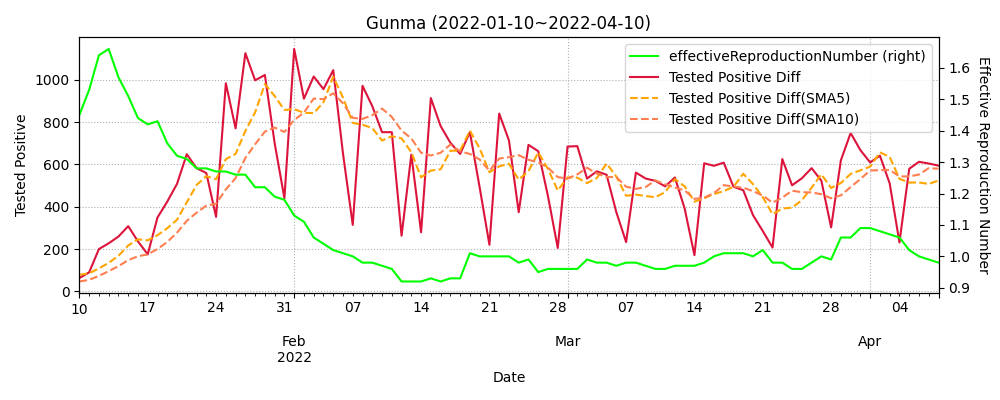 Gunma (2022-01-10~2022-04-10)
effectiveReproductionNumber (right)
Tested Positive Diff
Tested Positive Diff(SMA5)
Tested Positive Diff(SMA10)
Tested Positive
1000
800
600
400
200
0
Effective Reproduction Number
1.6
1.5
1.4
1.3
1.2
1.1
1.0
0.9
10 17 24 31 07 14 21 28 07 14 21 28 04
Feb Mar Apr
2022
Date